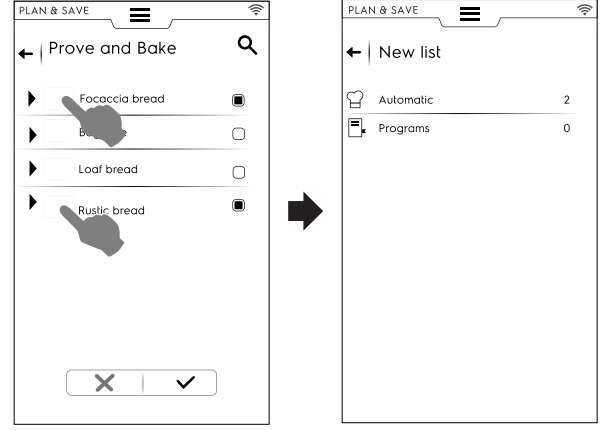 PLAN & SAVE
Prove and Bake
Focaccia bread
Loaf bread
Rustic bread
PLAN & SAVE
New list
Automatic 2
Programs 0